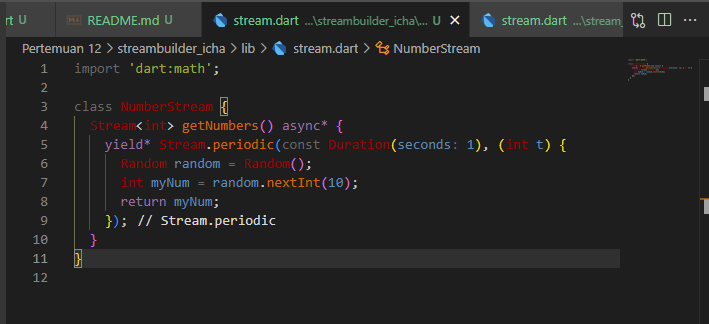 rt U README.md U stream.dart ...\streambuilder_icha\... U stream.dart ...\stream_
Pertemuan 12 > streambuilder_icha > lib > stream.dart > NumberStream
1 import 'dart:math';
2
3 class NumberStream {
4 Stream<int> getNumbers() async* {
5 yield* Stream.periodic(const Duration(seconds: 1), (int t) {
6 Random random = Random();
7 int myNum = random.nextInt(10);
8 return myNum;
9 }); // Stream.periodic
10 }
11 }
12